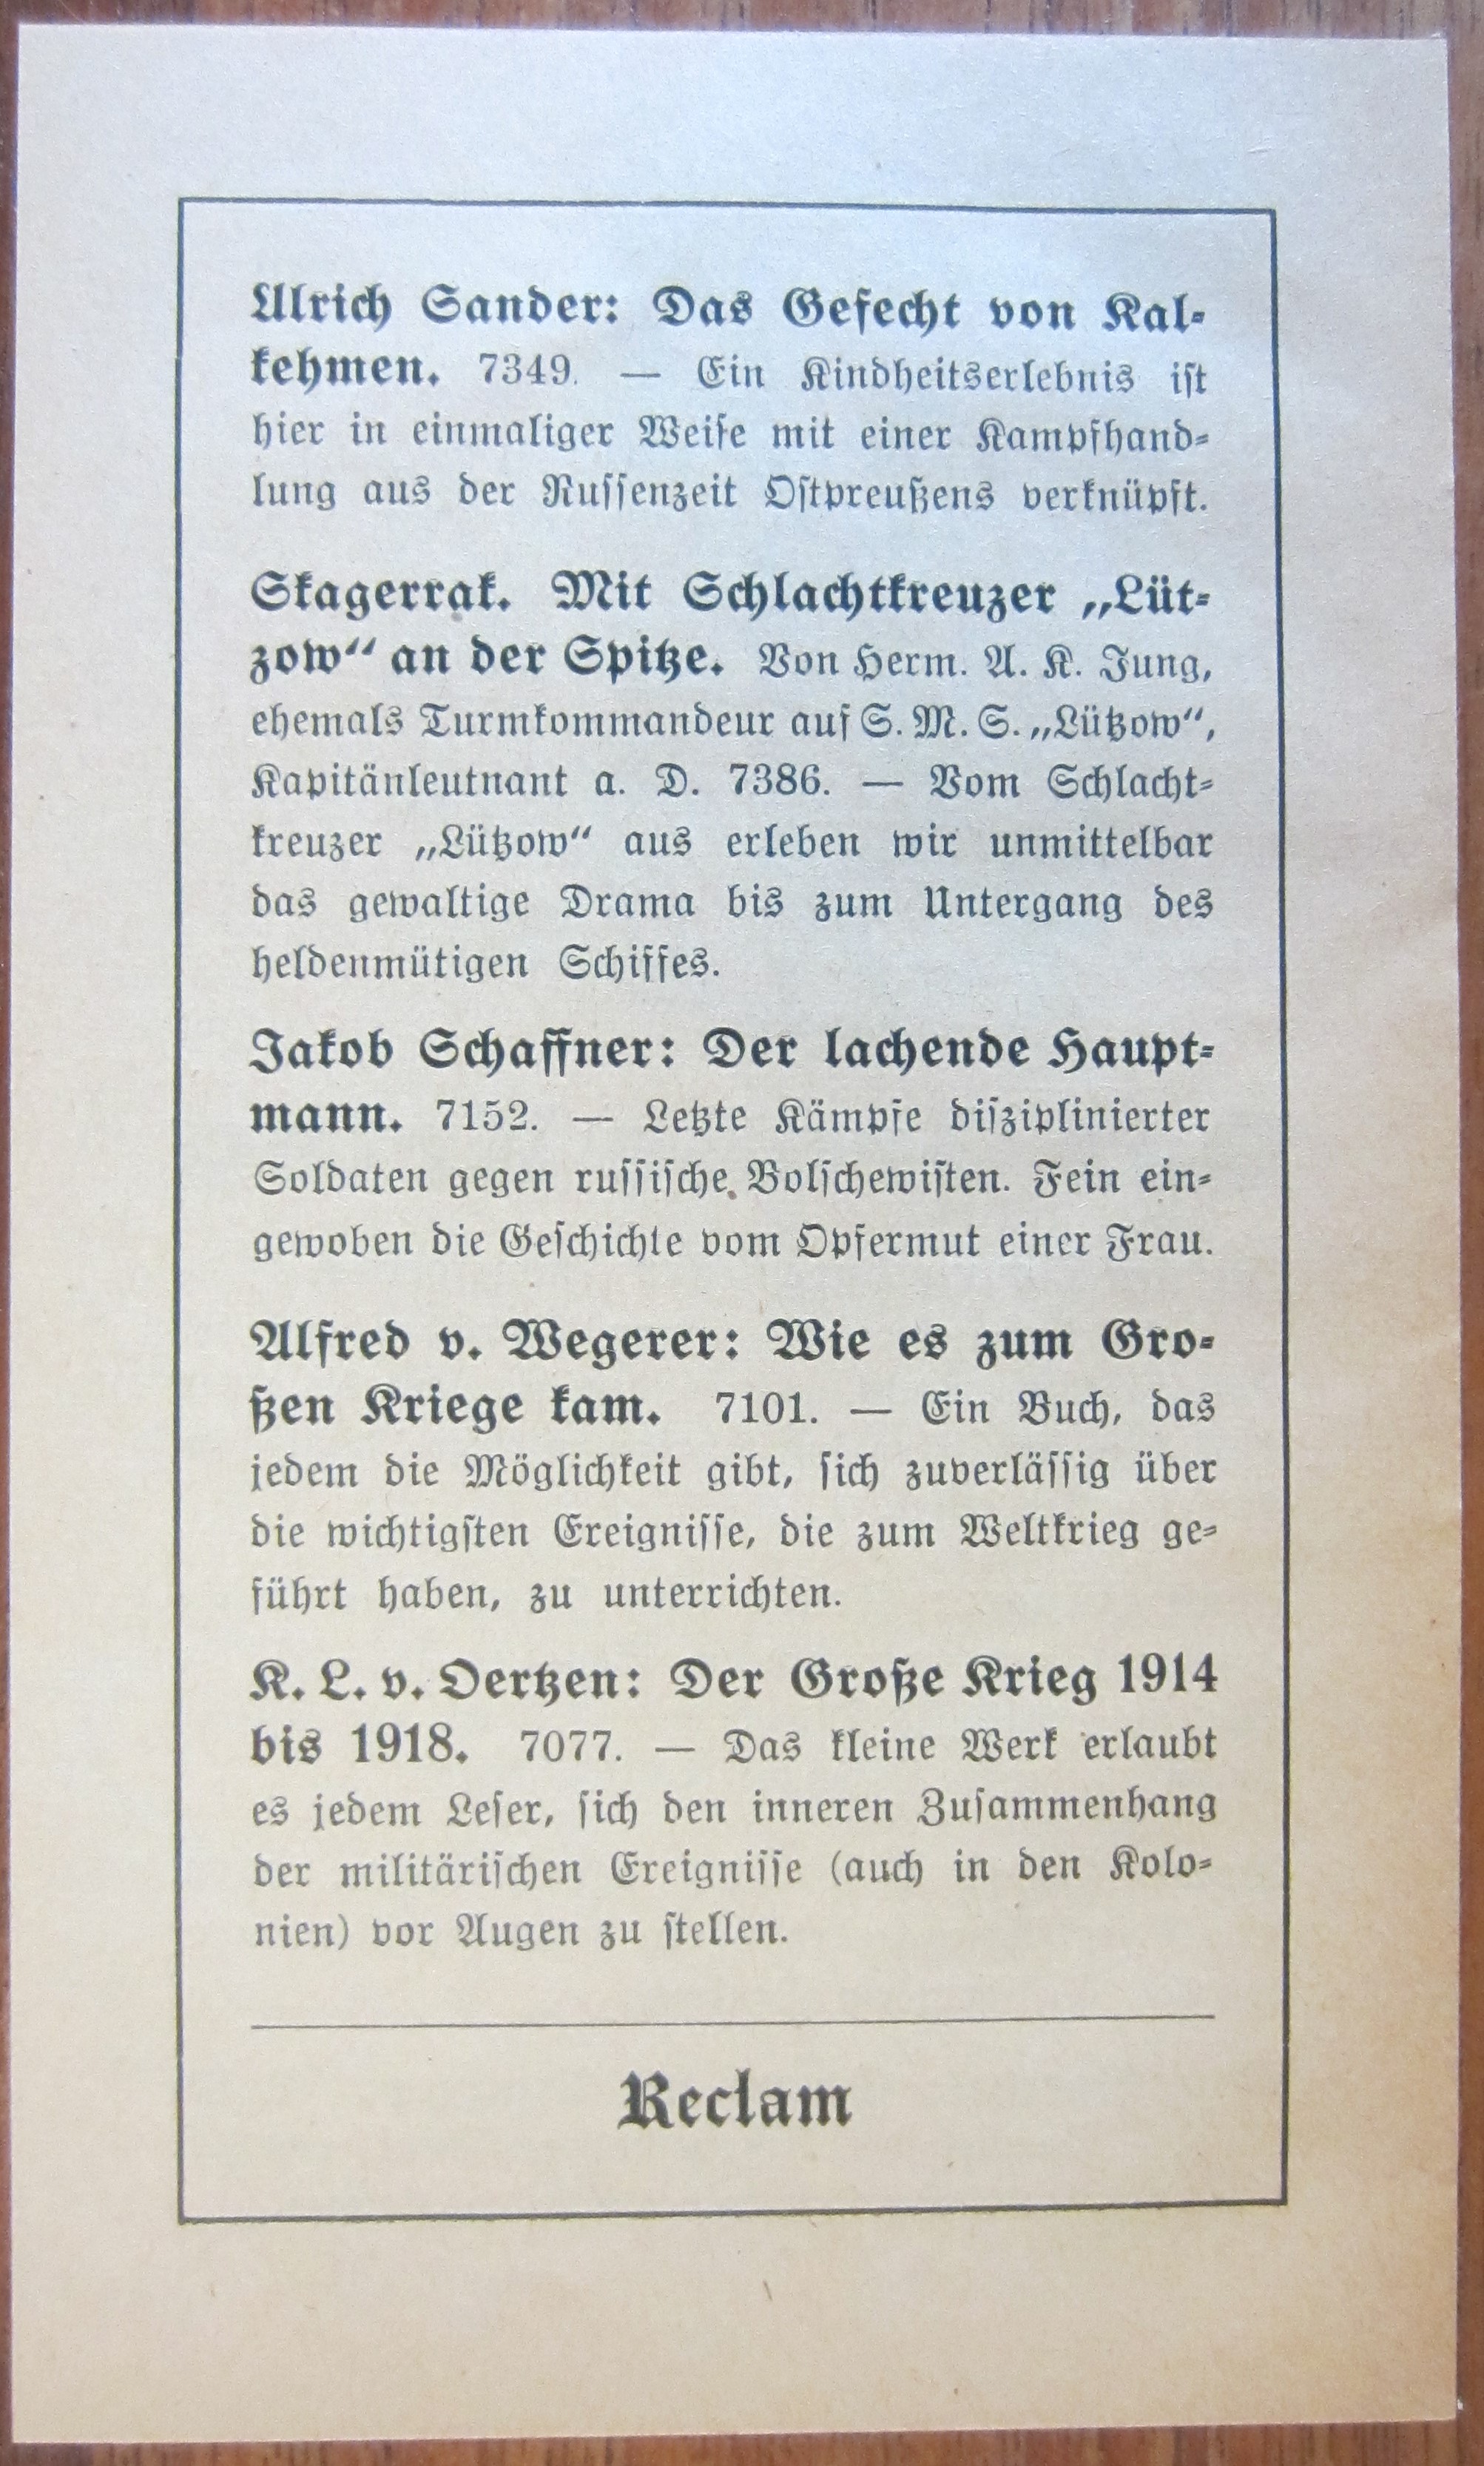 Ulrich Sander: Das Gefecht von Kal-
kehmen. 7349. — Ein Kindheitserlebnis ist
hier in einmaliger Weise mit einer Kampfhand-
lung aus der Russenzeit Ostpreußens verknüpft.
Skagerrak. Mit Schlachtkreuzer „Lüt-
zow“ an der Spitze. Von Herm. A. K. Jung,
ehemals Turmkommandeur auf S. M. S. „Lützow“,
Kapitänleutnant a. D. 7386. — Vom Schlacht-
kreuzer „Lützow“ aus erleben wir unmittelbar
das gewaltige Drama bis zum Untergang des
heldenmütigen Schiffes.
Jakob Schaffner: Der lachende Haupt-
mann. 7152. — Letzte Kämpfe disziplinierter
Soldaten gegen russische Bolschewisten. Fein ein-
gewoben die Geschichte vom Opfermut einer Frau.
Alfred v. Wegerer: Wie es zum Gro-
ßen Kriege kam. 7101. — Ein Buch, das
jedem die Möglichkeit gibt, sich zuverlässig über
die wichtigsten Ereignisse, die zum Weltkrieg ge-
führt haben, zu unterrichten.
K. L. v. Oertzen: Der Große Krieg 1914
bis 1918. 7077. — Das kleine Werk erlaubt
es jedem Leser, sich den inneren Zusammenhang
der militärischen Ereignisse (auch in den Kolo-
nien) vor Augen zu stellen.
Reclam